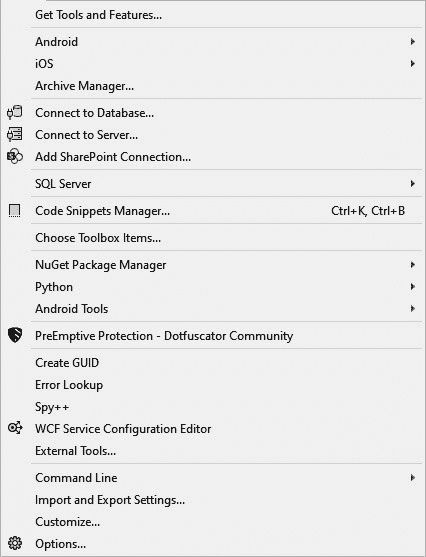 Get Tools and Features...
Android
iOS
Archive Manager...
Connect to Database...
Connect to Server...
Add SharePoint Connection...
SQL Server
Code Snippets Manager... Ctrl+K, Ctrl+B
Choose Toolbox Items...
NuGet Package Manager
Python
Android Tools
PreEmptive Protection - Dotfuscator Community
Create GUID
Error Lookup
Spy++
WCF Service Configuration Editor
External Tools...
Command Line
Import and Export Settings...
Customize...
Options...